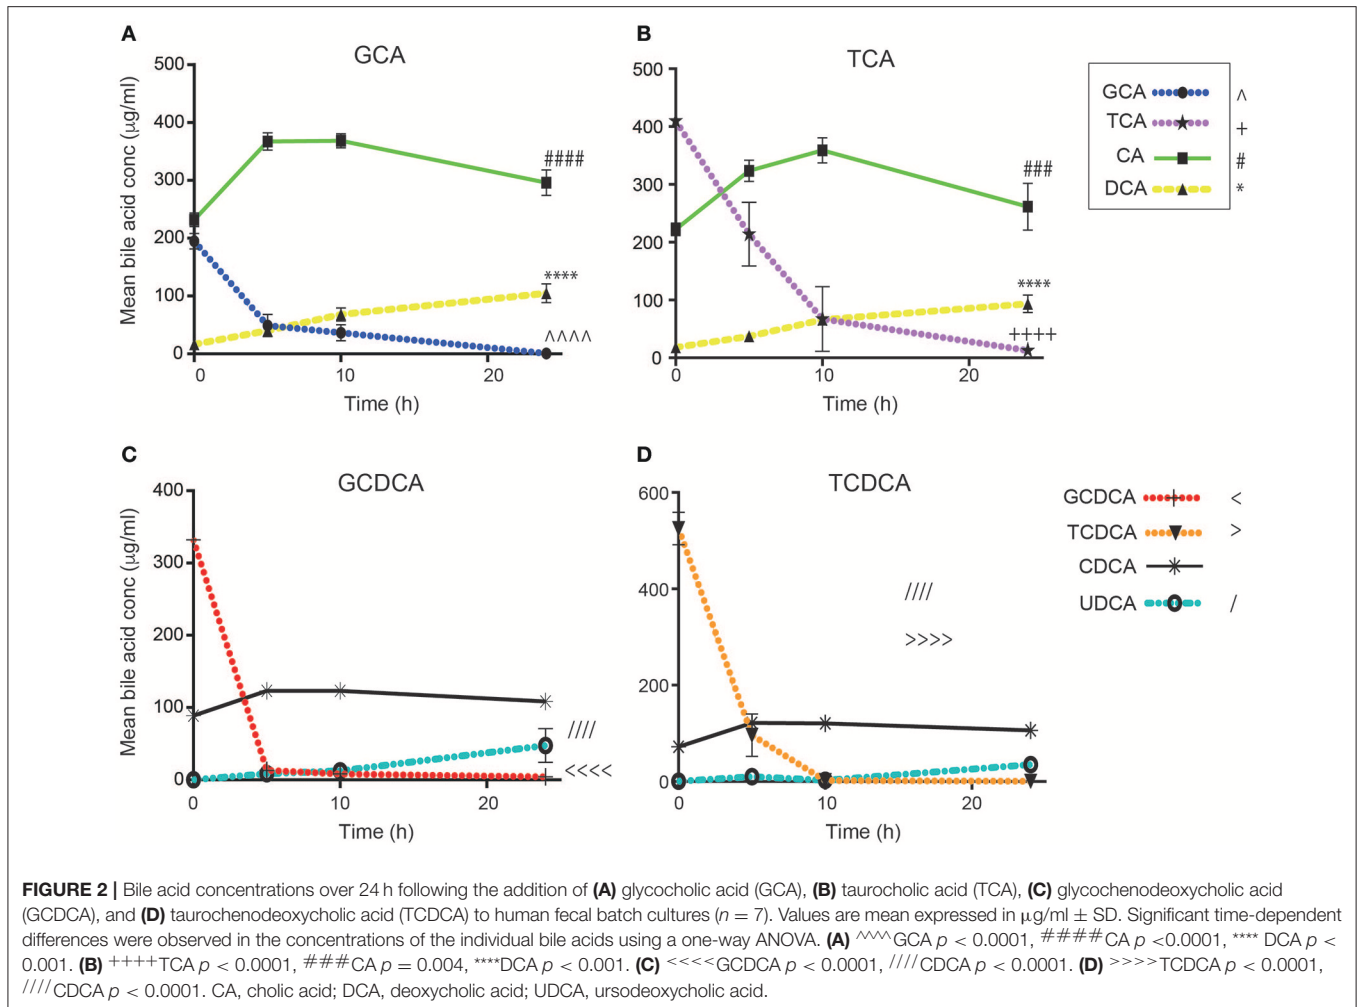 A
GCA
Mean bile acid conc (μg/ml)
500
400
300
200
100
0
####
****
^^^^
0 10 20
Time (h)
B
TCA
500
400
300
200
100
0
###
****
++++
0 10 20
Time (h)
GCA ^
TCA +
CA #
DCA *
C
GCDCA
Mean bile acid conc (μg/ml)
400
300
200
100
0
////
<<<<
0 10 20
Time (h)
D
TCDCA
600
400
200
0
////
>>>>
0 10 20
Time (h)
GCDCA <
TCDCA >
CDCA
UDCA /
FIGURE 2 | Bile acid concentrations over 24 h following the addition of (A) glycocholic acid (GCA), (B) taurocholic acid (TCA), (C) glycochenodeoxycholic acid
(GCDCA), and (D) taurochenodeoxycholic acid (TCDCA) to human fecal batch cultures (n = 7). Values are mean expressed in μg/ml ± SD. Significant time-dependent
differences were observed in the concentrations of the individual bile acids using a one-way ANOVA. (A) ^^^^GCA p < 0.0001, ####CA p <0.0001, **** DCA p <
0.001. (B) ++++TCA p < 0.0001, ###CA p = 0.004, ****DCA p < 0.001. (C) <<<<GCDCA p < 0.0001, ////CDCA p < 0.0001. (D) >>>>TCDCA p < 0.0001,
////CDCA p < 0.0001. CA, cholic acid; DCA, deoxycholic acid; UDCA, ursodeoxycholic acid.